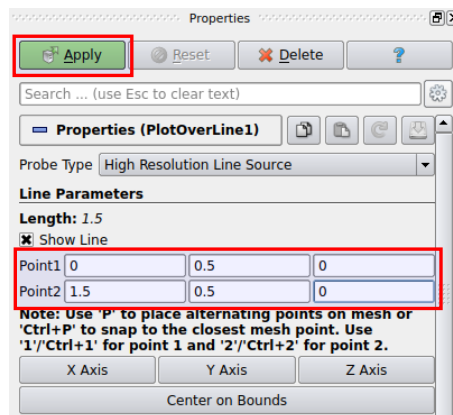 Properties
Apply Reset Delete ?
Search ... (use Esc to clear text)
Properties (PlotOverLine1)
Probe Type High Resolution Line Source
Line Parameters
Length: 1.5
Show Line
Point1 0 0.5 0
Point2 1.5 0.5 0
Note: Use 'P' to place alternating points on mesh or
'Ctrl+P' to snap to the closest mesh point. Use
'1'/'Ctrl+1' for point 1 and '2'/'Ctrl+2' for point 2.
X Axis Y Axis Z Axis
Center on Bounds